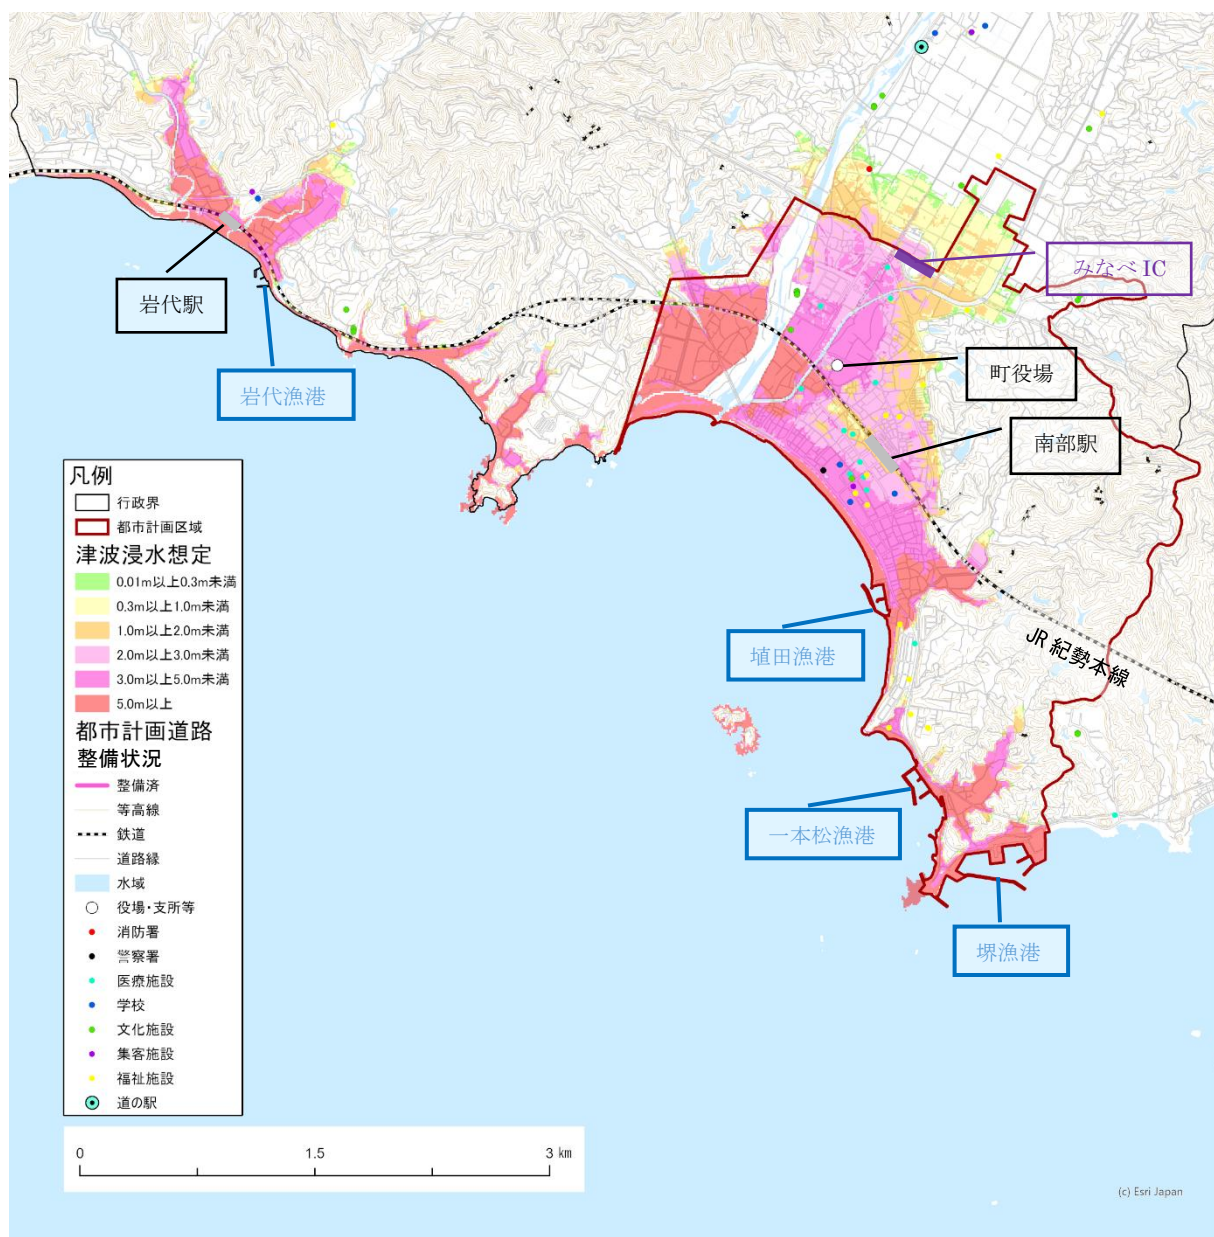 みなべIC
岩代駅
岩代漁港
町役場
南部駅
凡例
行政界
都市計画区域
津波浸水想定
0.01m以上0.3m未満
0.3m以上1.0m未満
1.0m以上2.0m未満
2.0m以上3.0m未満
3.0m以上5.0m未満
5.0m以上
都市計画道路
整備状況
整備済
等高線
鉄道
道路縁
水域
役場・支所等
消防署
警察署
医療施設
学校
文化施設
集客施設
福祉施設
道の駅
埴田漁港
JR紀勢本線
一本松漁港
堺漁港
0 1.5 3 km
(c) Esri Japan